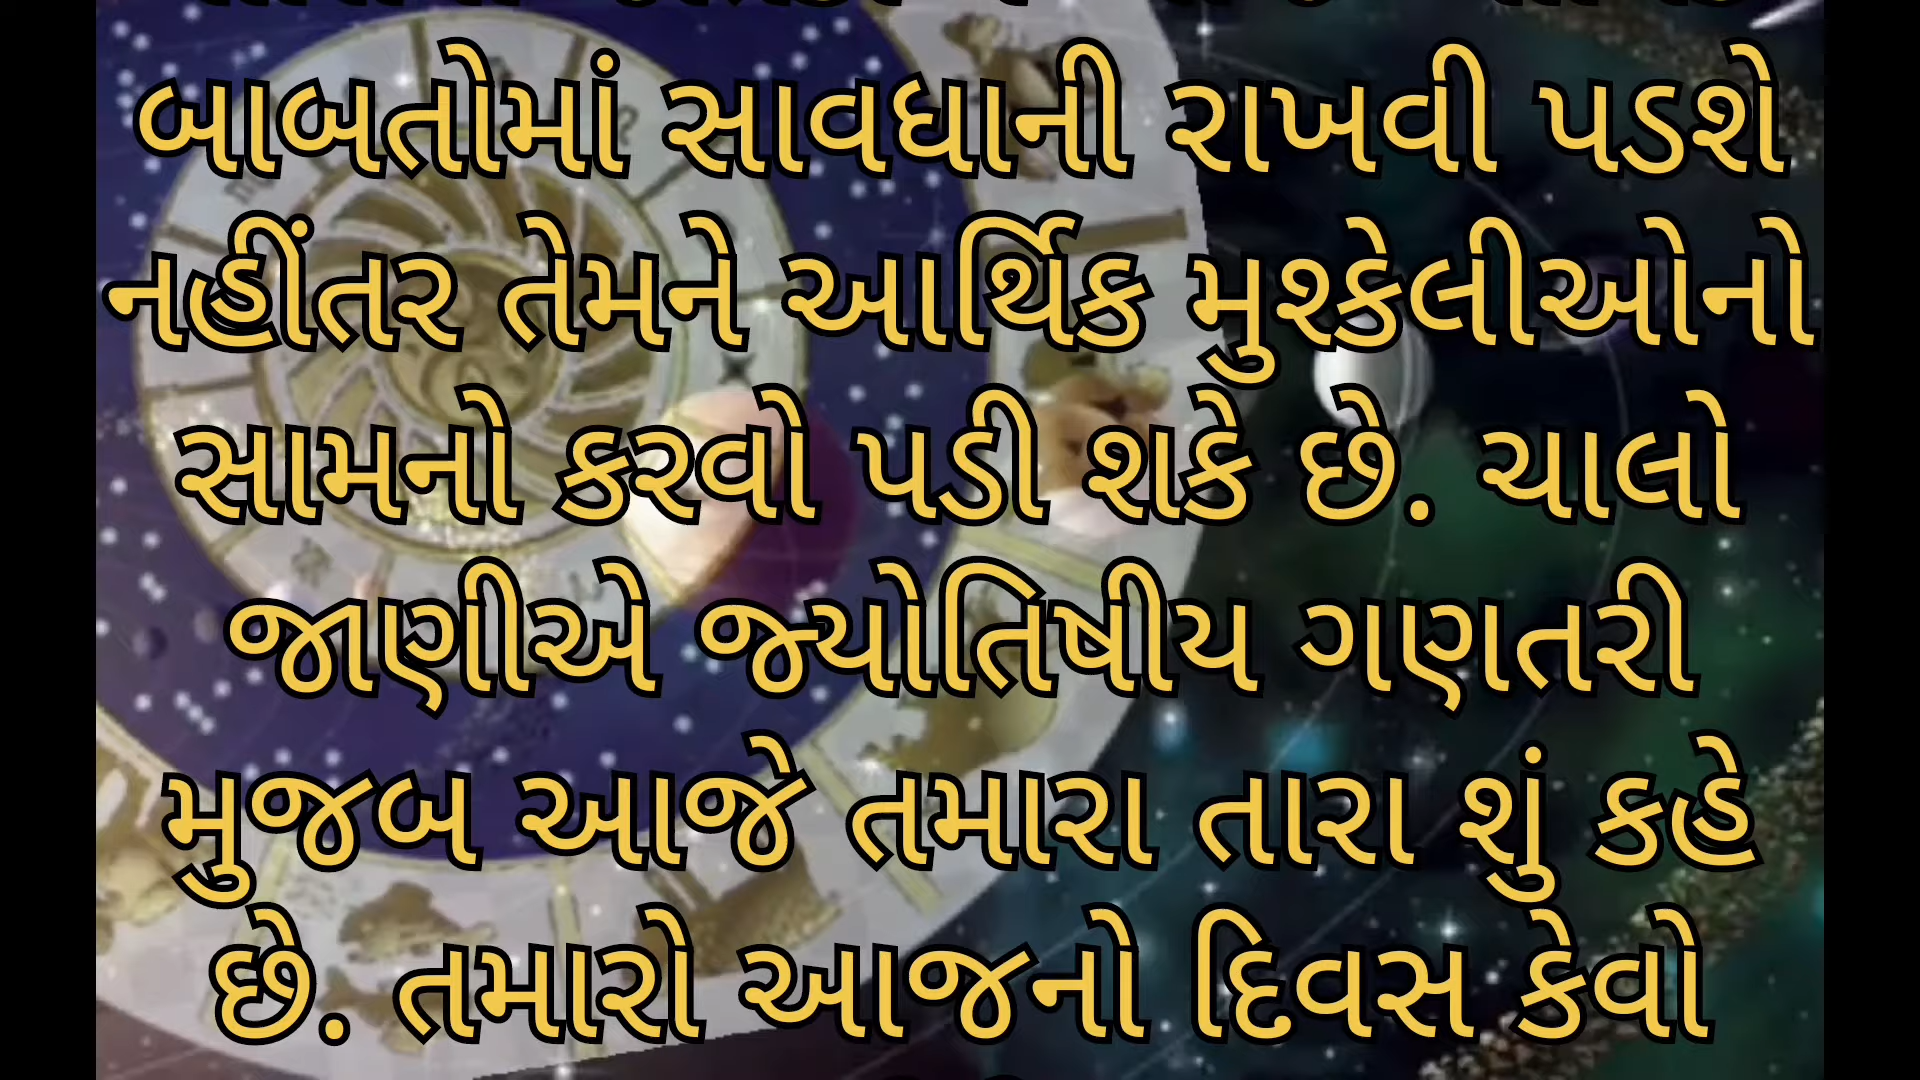 બાબતોમાં સાવધાની રાખવી પડશે
નહીંતર તેમને આર્થિક મુશ્કેલીઓનો
સામનો કરવો પડી શકે છે. ચાલો
જાણીએ જ્યોતિષીય ગણતરી
મુજબ આજે તમારા તારા શું કહે
છે. તમારો આજનો દિવસ કેવો